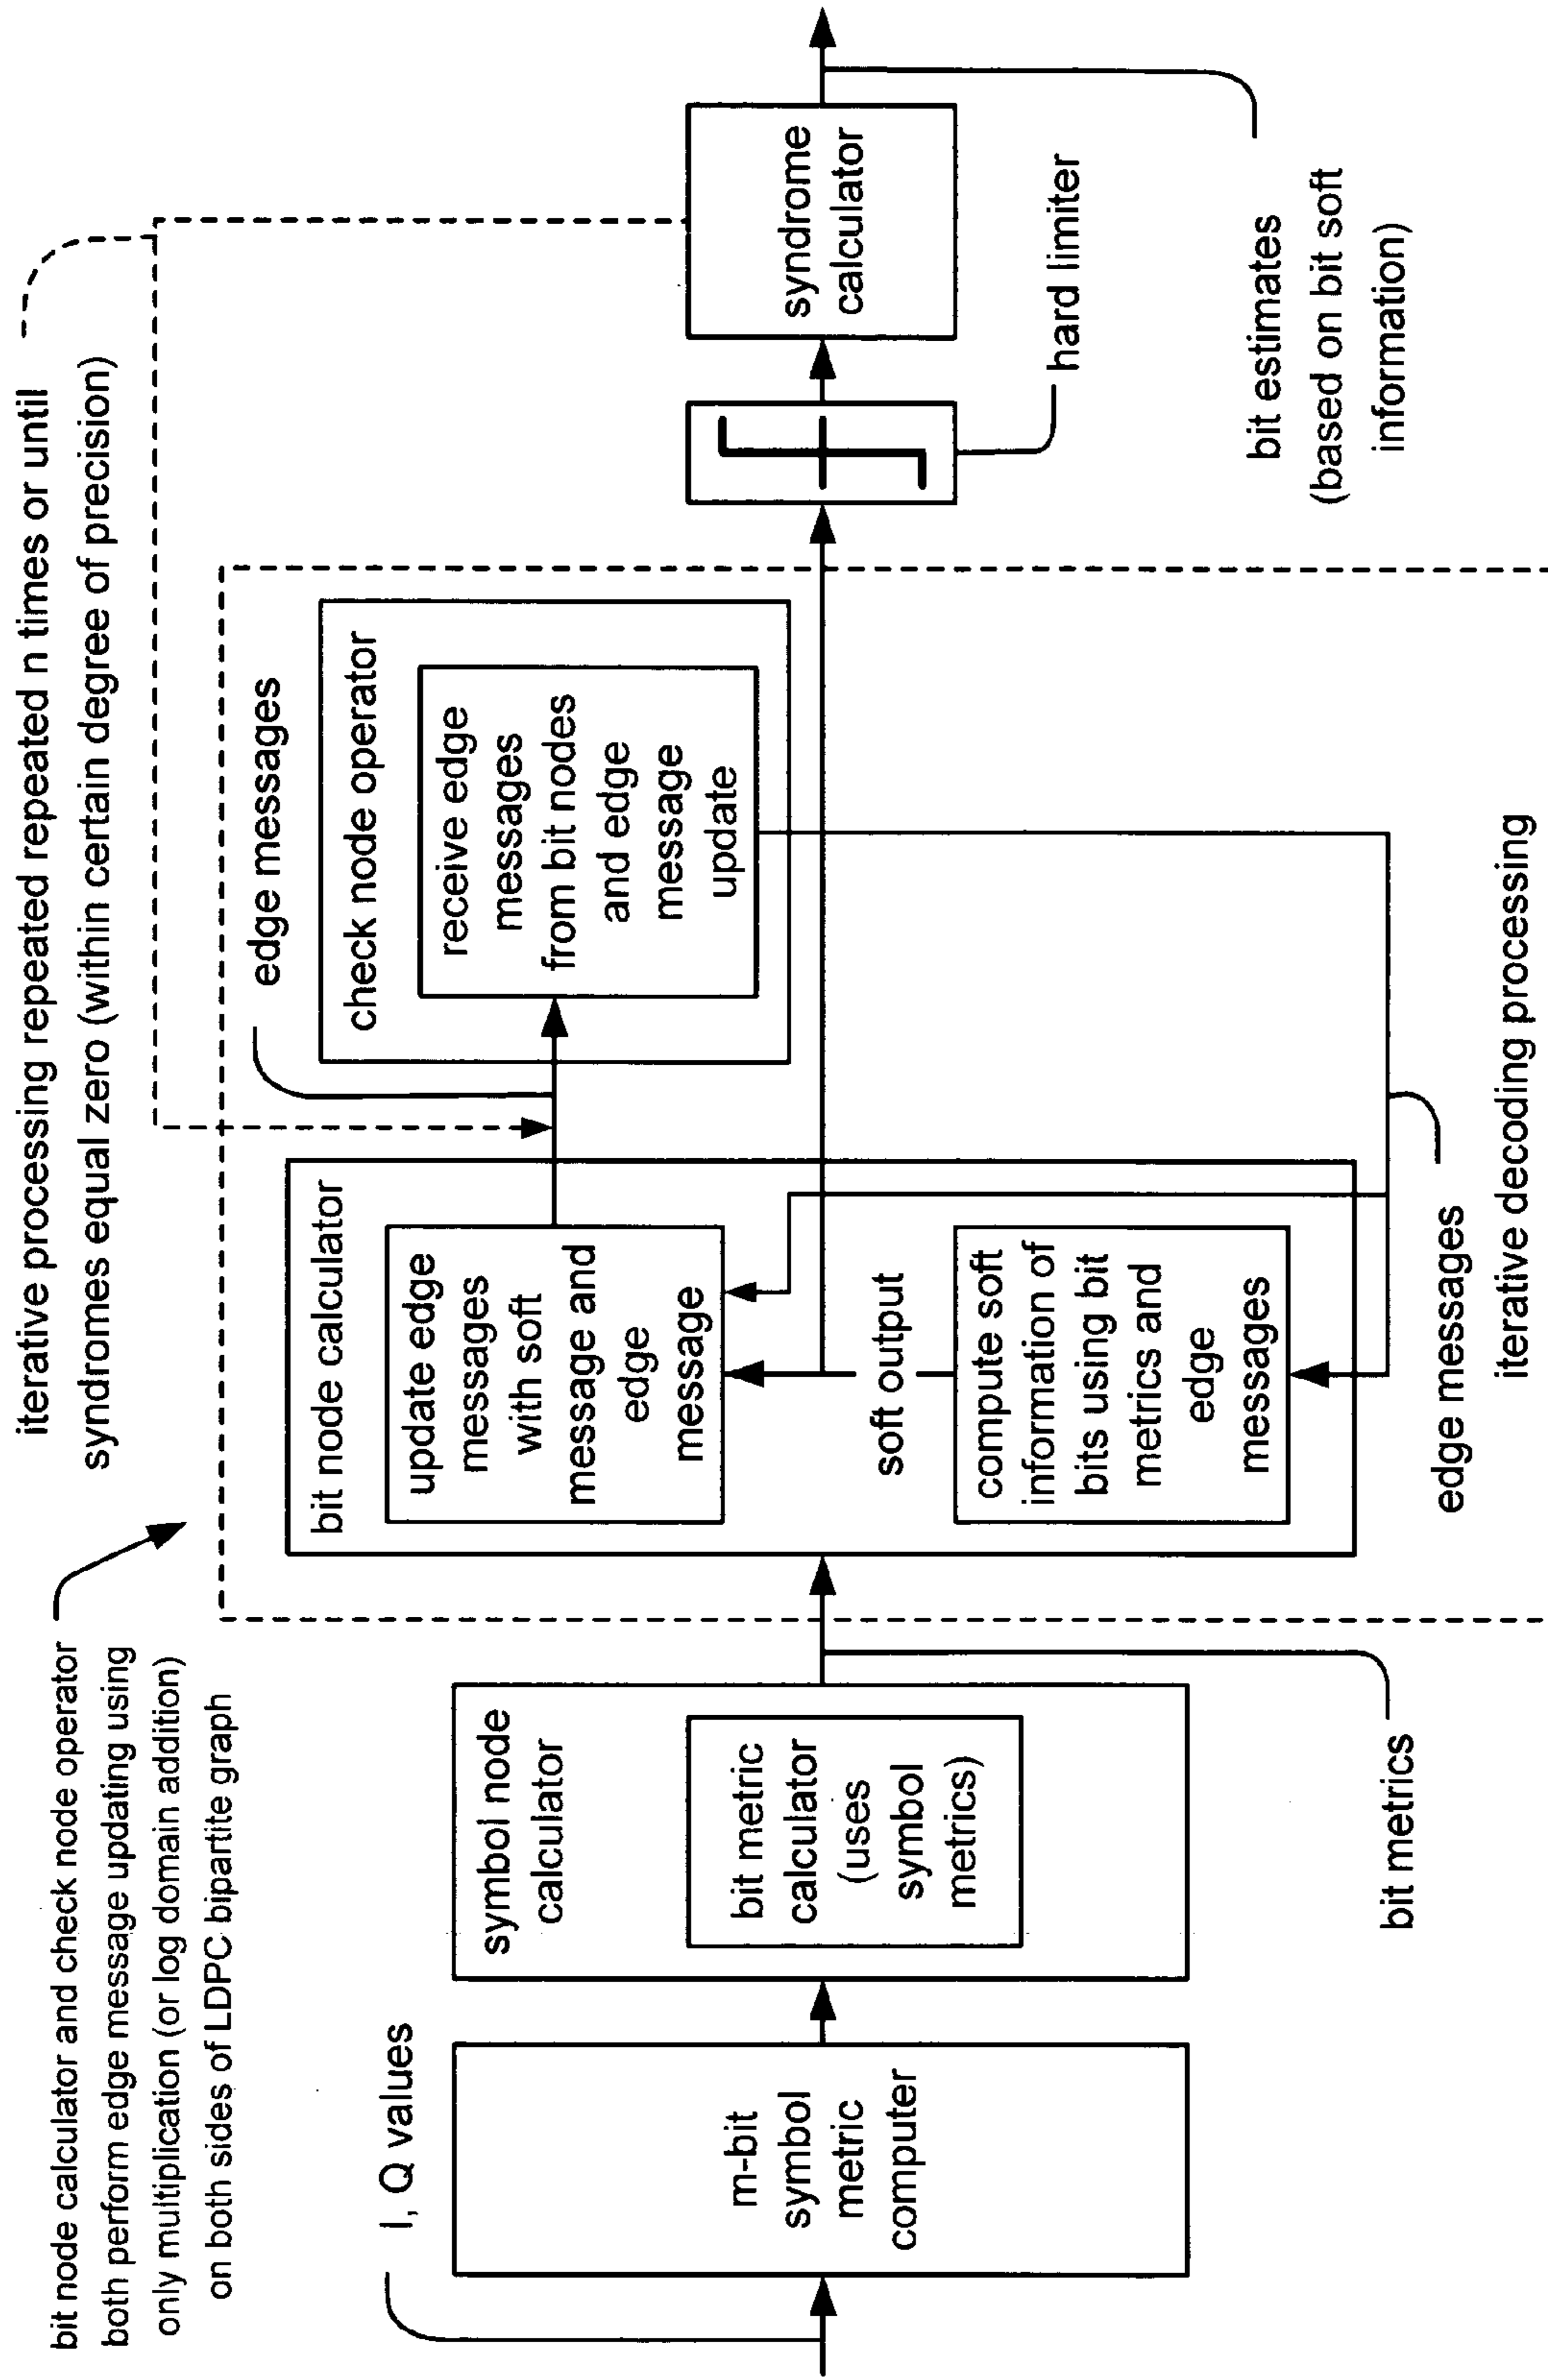 bit node calculator and check node operator
both perform edge message updating using
only multiplication (or log domain addition)
on both sides of LDPC bipartite graph
iterative processing repeated repeated n times or until
syndromes equal zero (within certain degree of precision)
I, Q values
m-bit
symbol
metric
computer
symbol node
calculator
bit metric
calculator
(uses
symbol
metrics)
bit metrics
bit node calculator
update edge
messages
with soft
message and
edge
message
soft output
compute soft
information of
bits using bit
metrics and
edge
messages
edge messages
check node operator
receive edge
messages
from bit nodes
and edge
message
update
edge messages
iterative decoding processing
hard limiter
syndrome
calculator
bit estimates
(based on bit soft
information)